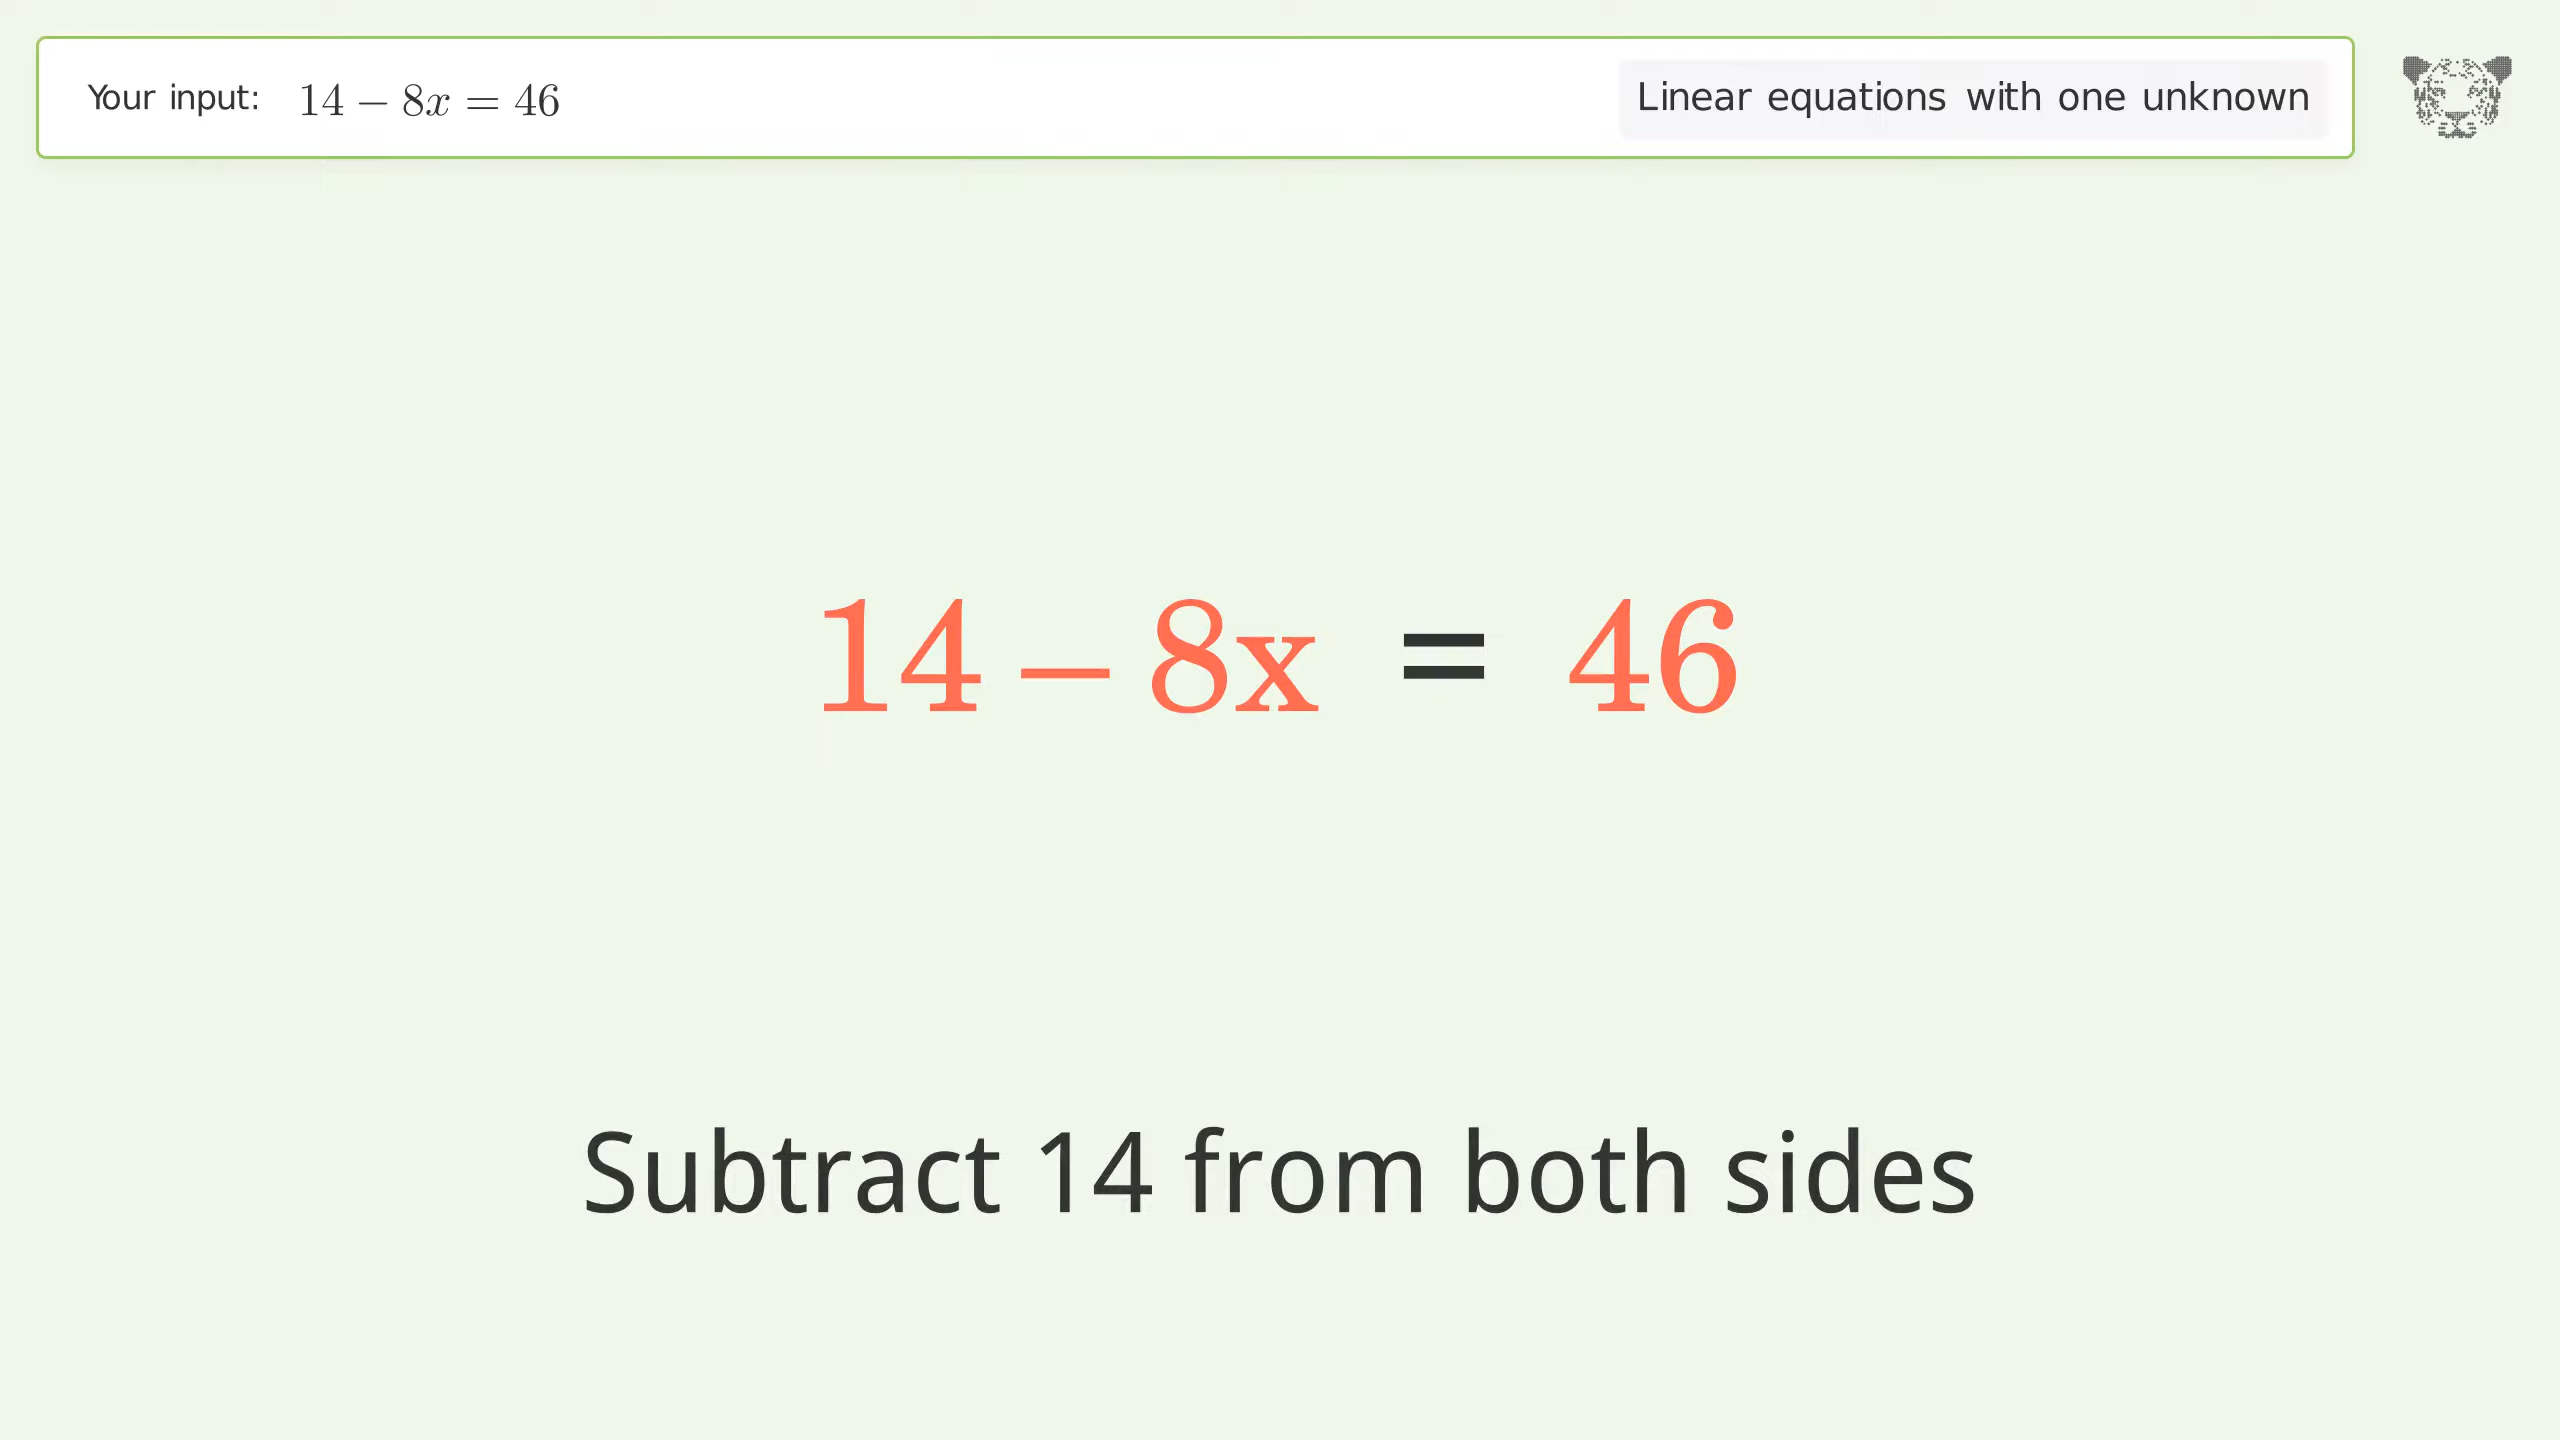 Your input: 14 − 8x = 46
Linear equations with one unknown
14 – 8x = 46
Subtract 14 from both sides